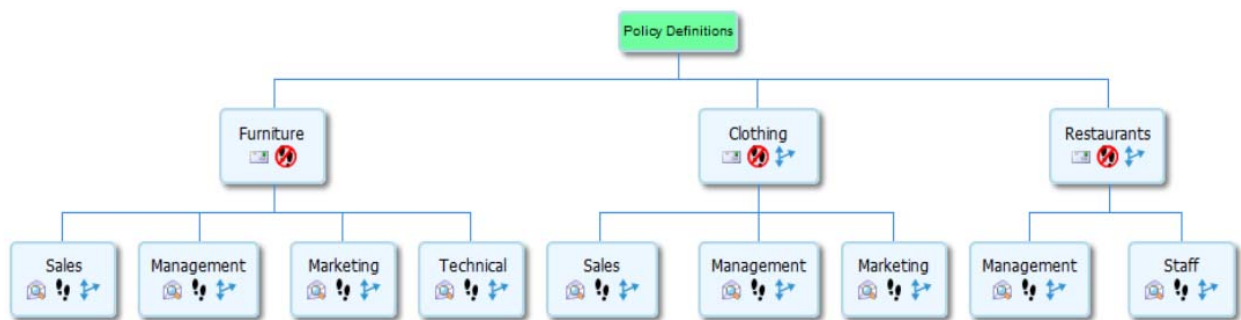 Policy Definitions
Furniture
Clothing
Restaurants
Sales
Management
Marketing
Technical
Sales
Management
Marketing
Management
Staff